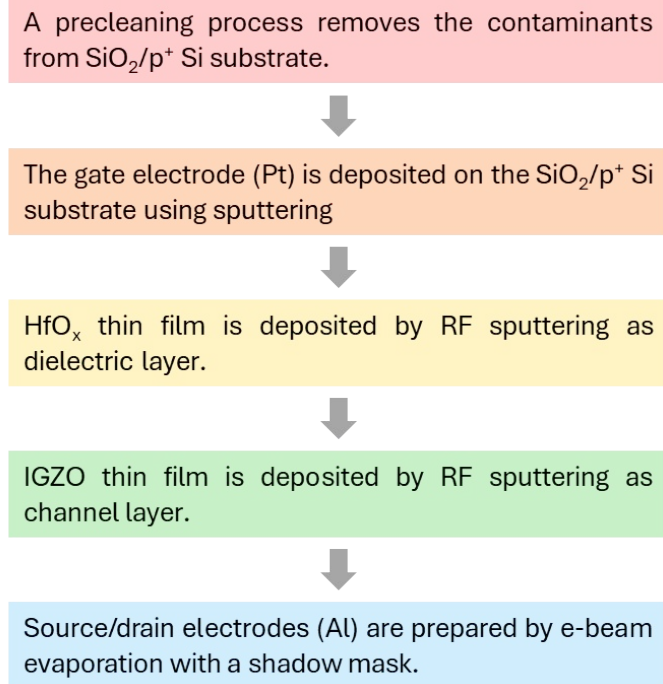 A precleaning process removes the contaminants
from SiO₂/p⁺ Si substrate.
The gate electrode (Pt) is deposited on the SiO₂/p⁺ Si
substrate using sputtering
HfOₓ thin film is deposited by RF sputtering as
dielectric layer.
IGZO thin film is deposited by RF sputtering as
channel layer.
Source/drain electrodes (Al) are prepared by e-beam
evaporation with a shadow mask.